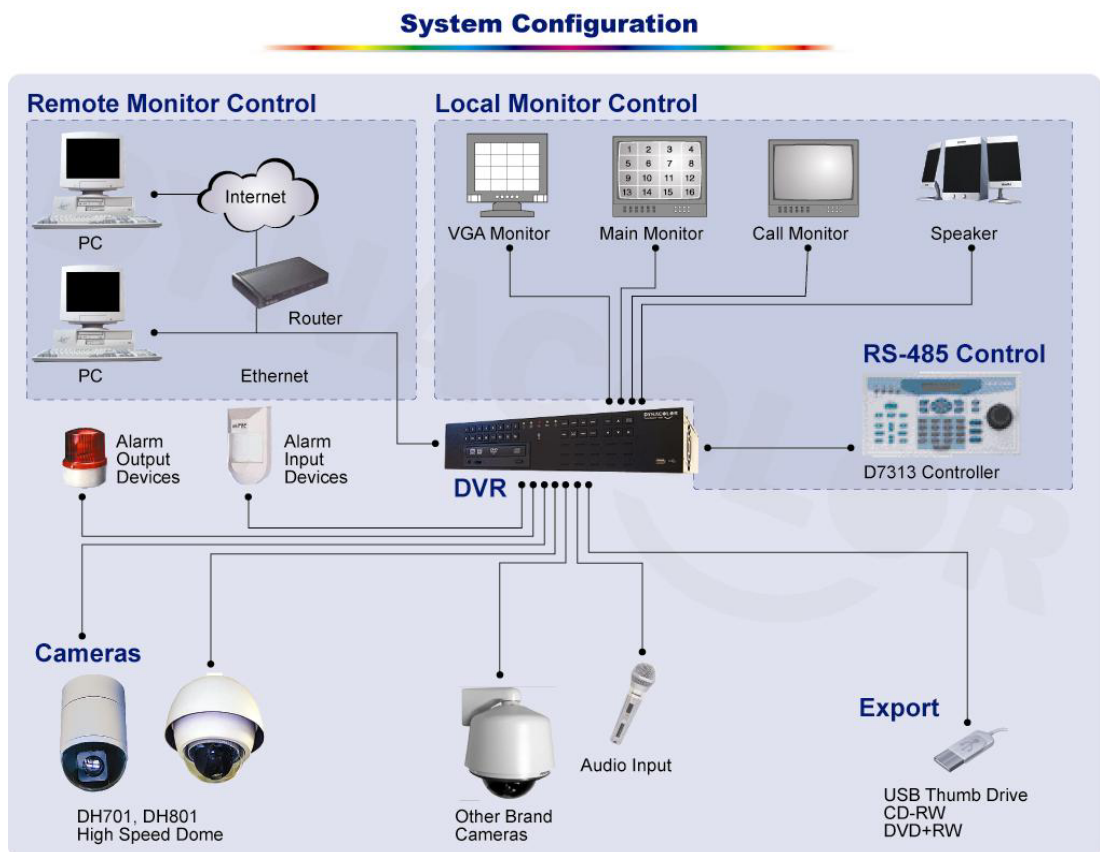 System Configuration
Remote Monitor Control
Local Monitor Control
Internet
PC
Router
PC
Ethernet
1 2 3 4
5 6 7 8
9 10 11 12
13 14 15 16
VGA Monitor
Main Monitor
Call Monitor
Speaker
RS-485 Control
D7313 Controller
Alarm
Output
Devices
Alarm
Input
Devices
DYNACOLOR
DVR
Cameras
DH701, DH801
High Speed Dome
Other Brand
Cameras
Audio Input
Export
USB Thumb Drive
CD-RW
DVD+RW
DYNACOLOR